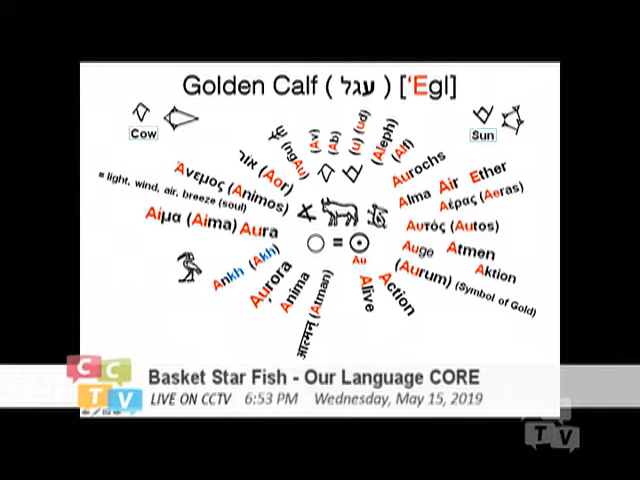 Golden Calf ( עגל ) [‘Egl]
Cow
Sun
(ngAu)
(Av)
(Ab)
(u) (ud)
(Aleph)
(Alf)
אור (Aor)
Aurochs
Άνεμος (Animos)
= light, wind, air, breeze (soul)
Alma Air Ether
Αέρας (Aeras)
Αίμα (Aima) Aura
Αυτός (Autos)
○ = ☉
Au
Auge Atmen
(Aurum) (Symbol of Gold)
Aktion
Ankh (Akh)
Aurora
Anima
आत्मन् (Atman)
Alive
Action
CCTV
Basket Star Fish - Our Language CORE
LIVE ON CCTV 6:53 PM Wednesday, May 15, 2019
TV